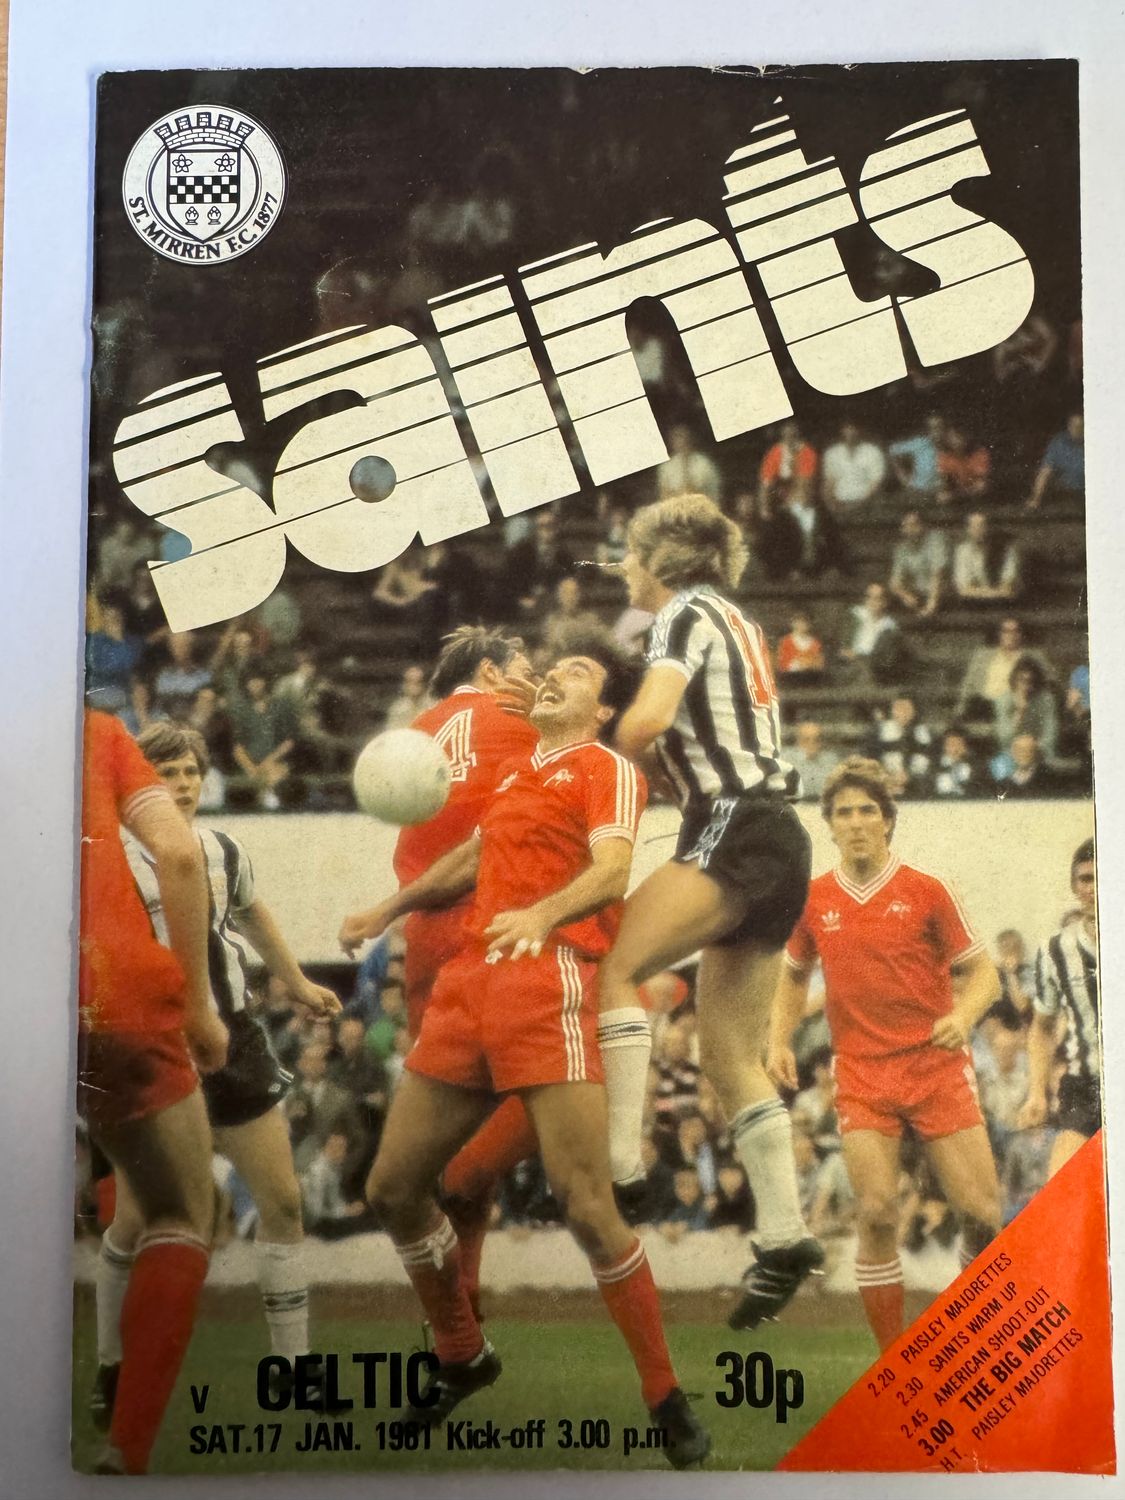 ST. MIRREN F.C. 1877
saints
4
v CELTIC 30p
SAT.17 JAN. 1981 Kick-off 3.00 p.m.
2.20 PAISLEY MAJORETTES
2.30 SAINTS WARM UP
2.45 AMERICAN SHOOT-OUT
3.00 THE BIG MATCH
H.T. PAISLEY MAJORETTES